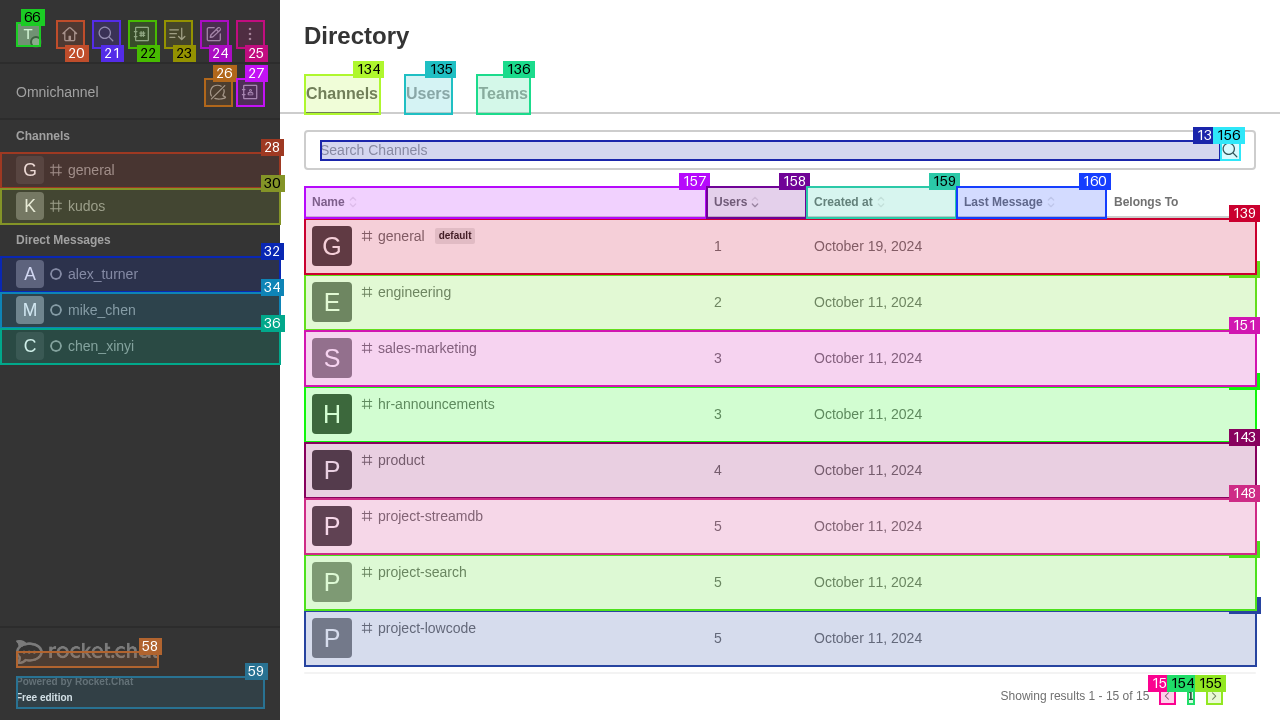 66
T
20
21
22
23
24
25
26
27
Omnichannel
Channels
28
G general
30
K kudos
Direct Messages
32
A alex_turner
34
M mike_chen
36
C chen_xinyi
58
rocket.cha
59
Powered by Rocket.Chat
Free edition
Directory
134
135
136
Channels
Users
Teams
156
Search Channels
157
158
159
160
Name
Users
Created at
Last Message
Belongs To
139
G general default 1 October 19, 2024
E engineering 2 October 11, 2024
151
S sales-marketing 3 October 11, 2024
H hr-announcements 3 October 11, 2024
143
P product 4 October 11, 2024
148
P project-streamdb 5 October 11, 2024
P project-search 5 October 11, 2024
P project-lowcode 5 October 11, 2024
154
155
Showing results 1 - 15 of 15
1